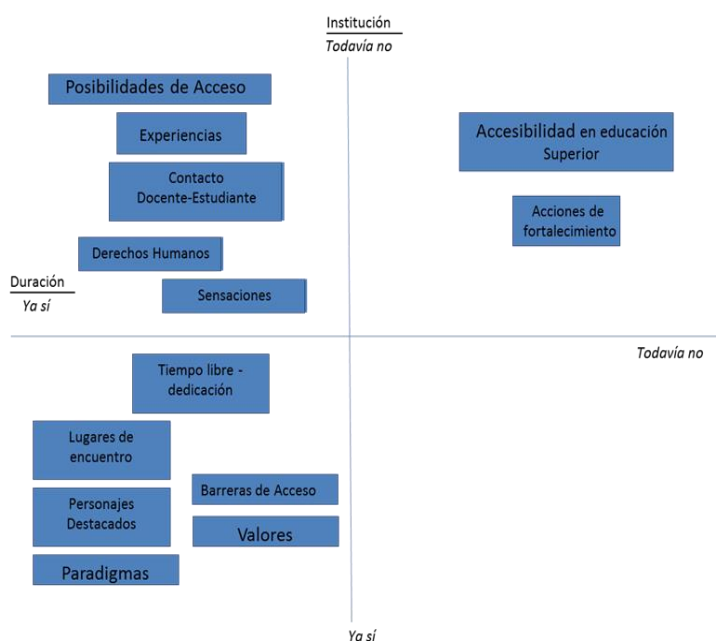 Institución
Todavía no
Posibilidades de Acceso
Experiencias
Contacto
Docente-Estudiante
Derechos Humanos
Sensaciones
Accesibilidad en educación
Superior
Acciones de
fortalecimiento
Duración
Ya sí
Todavía no
Tiempo libre -
dedicación
Lugares de
encuentro
Personajes
Destacados
Paradigmas
Barreras de Acceso
Valores
Ya sí